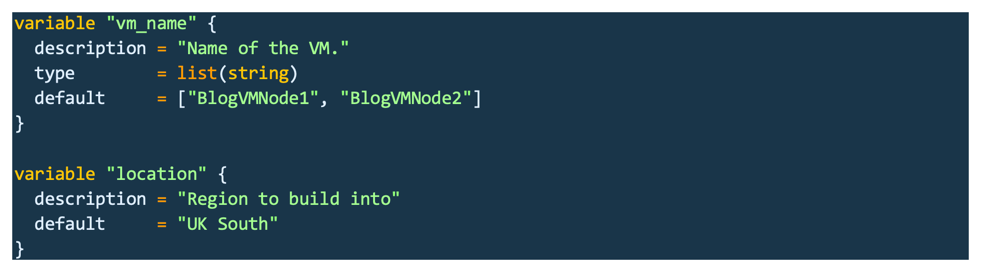 variable "vm_name" {
  description = "Name of the VM."
  type        = list(string)
  default     = ["BlogVMNode1", "BlogVMNode2"]
}

variable "location" {
  description = "Region to build into"
  default     = "UK South"
}